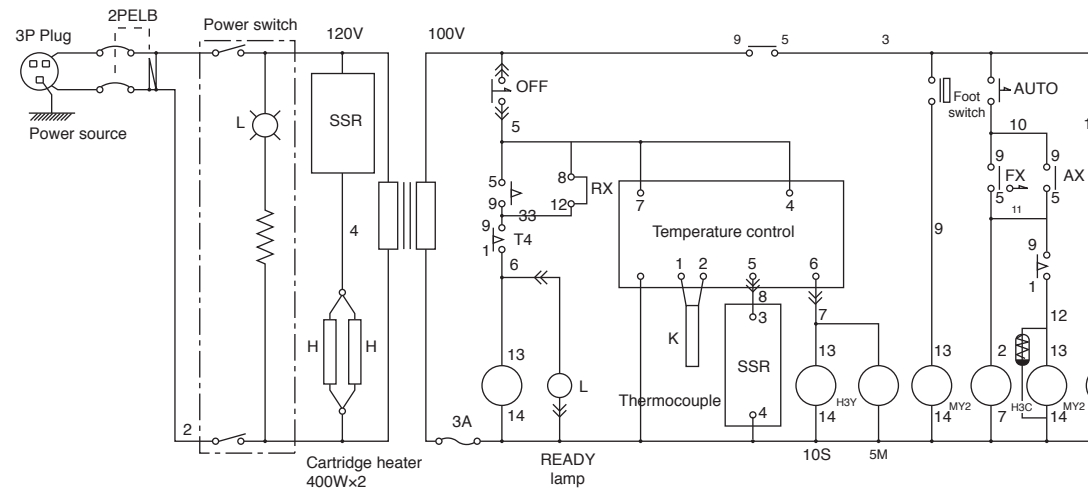 2PELB
3P Plug
Power switch
120V
100V
9 5
3
OFF
AUTO
Foot
switch
L
SSR
Power source
5
10
5
8
RX
9
FX
9
AX
9
12
33
7
4
5
5
11
9
T4
1
4
Temperature control
9
9
6
1 2 5 6
1
8
3
7
12
H
H
K
13
SSR
13
13
2
13
L
Thermocouple
H3Y
MY2
H3C
MY2
14
4
14
14
7
14
2
3A
Cartridge heater
400W×2
READY
lamp
10S
5M